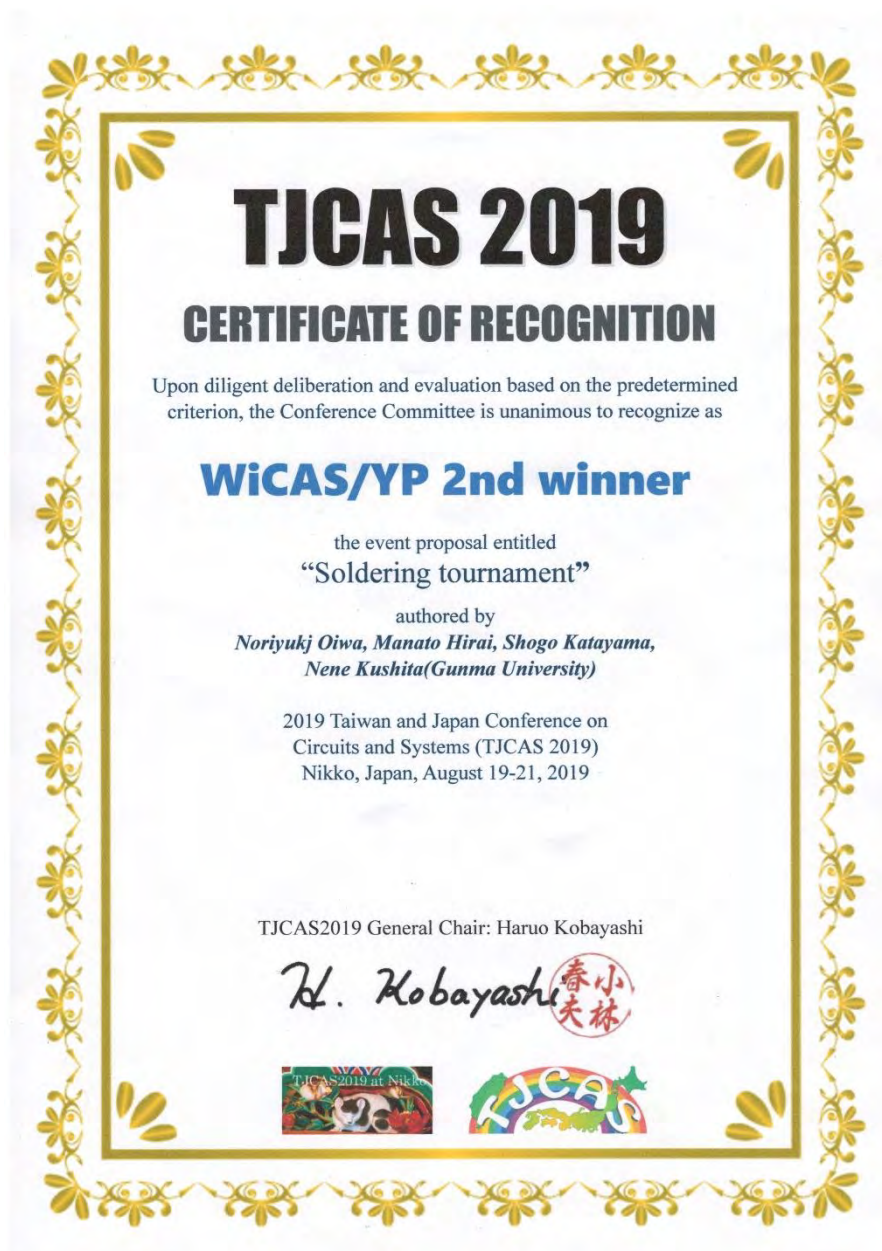 TJCAS 2019
CERTIFICATE OF RECOGNITION
Upon diligent deliberation and evaluation based on the predetermined
criterion, the Conference Committee is unanimous to recognize as
WiCAS/YP 2nd winner
the event proposal entitled
“Soldering tournament”
authored by
Noriyukj Oiwa, Manato Hirai, Shogo Katayama,
Nene Kushita(Gunma University)
2019 Taiwan and Japan Conference on
Circuits and Systems (TJCAS 2019)
Nikko, Japan, August 19-21, 2019
TJCAS2019 General Chair: Haruo Kobayashi
H. Kobayashi
小林
春夫
TJCAS2019 at Nikko
TJCAS